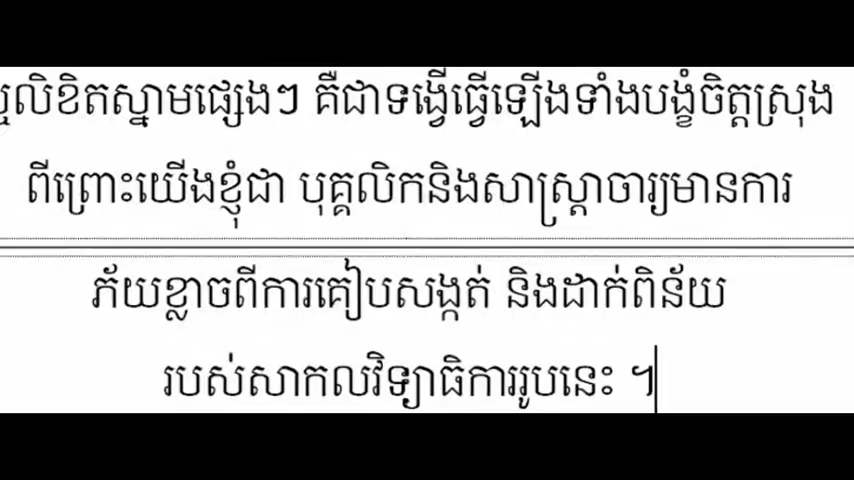 ឬលិខិតស្នាមផ្សេងៗ គឺជាទង្វើធ្វើឡើងទាំងបង្ខំចិត្តស្រុង
ពីព្រោះយើងខ្ញុំជា បុគ្គលិកនិងសាស្ត្រាចារ្យមានការ
ភ័យខ្លាចពីការគៀបសង្កត់ និងដាក់ពិន័យ
របស់សាកលវិទ្យាធិការរូបនេះ ។